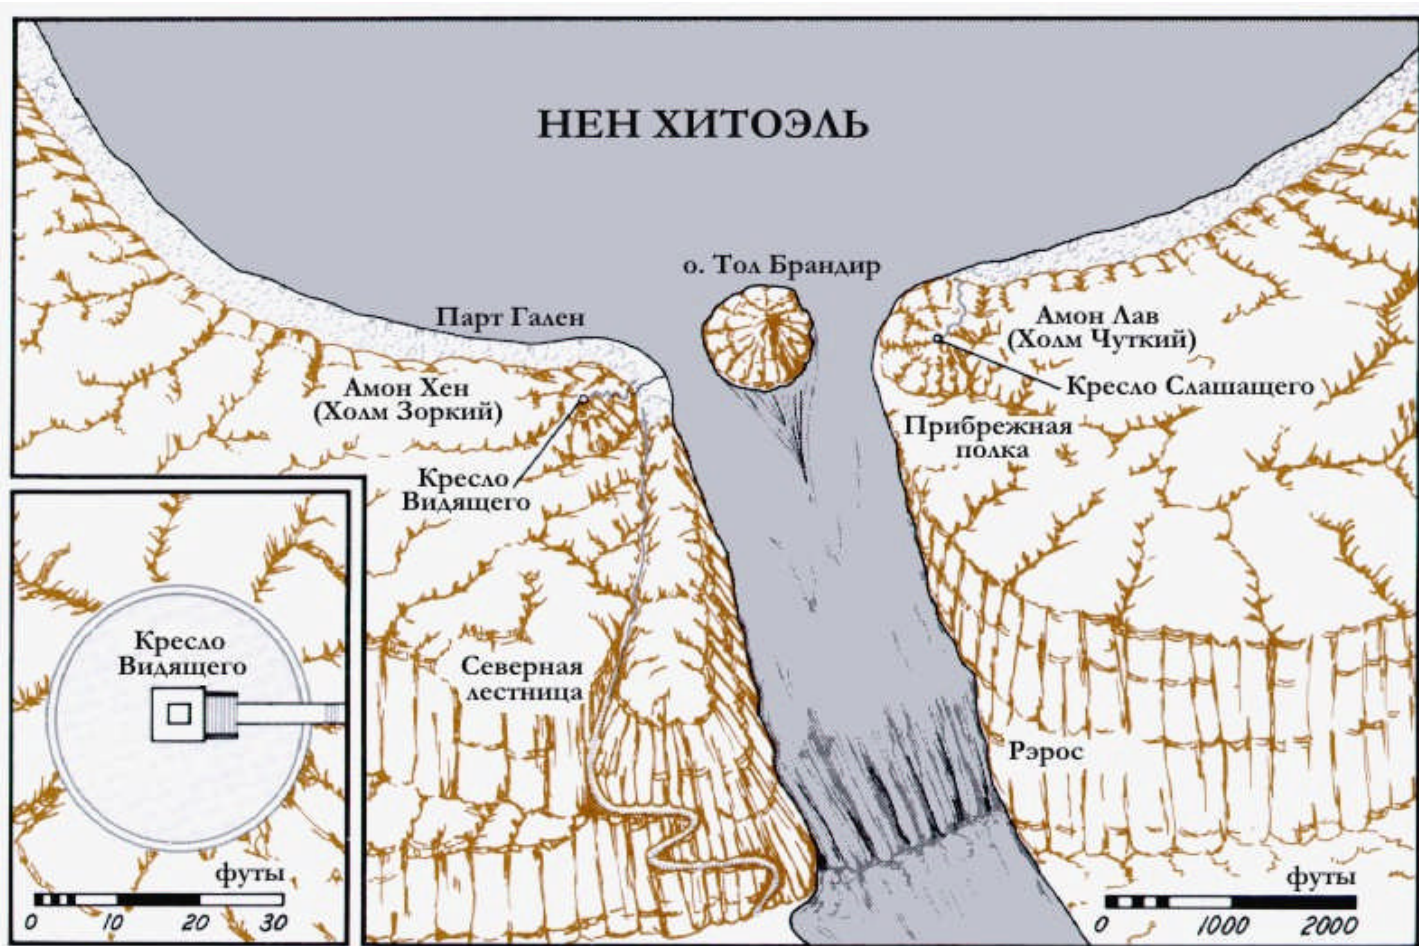 НЕН ХИТОЭЛЬ
о. Тол Брандир
Парт Гален
Амон Лав
(Холм Чуткий)
Кресло Слашащего
Амон Хен
(Холм Зоркий)
Прибрежная
полка
Кресло
Видящего
Кресло
Видящего
Северная
лестница
Рэрос
футы
0 10 20 30
футы
0 1000 2000